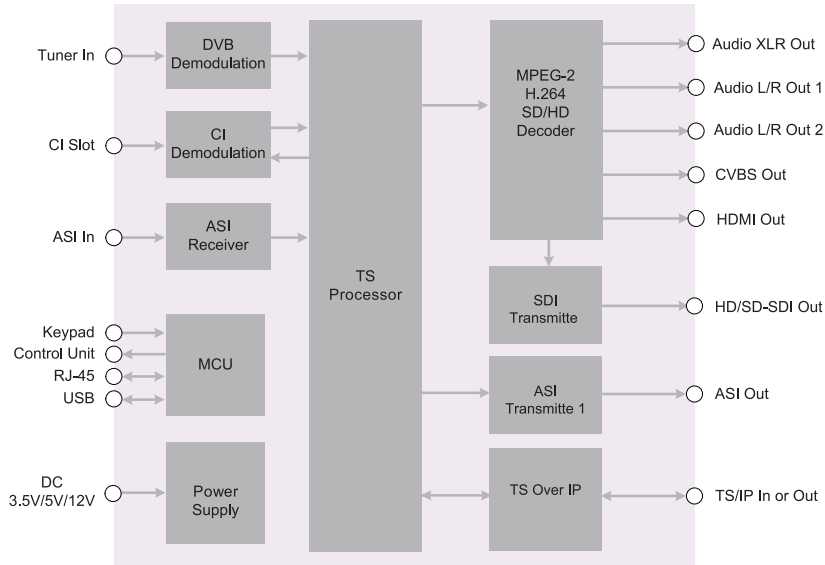 Tuner In
DVB
Demodulation
CI Slot
CI
Demodulation
ASI In
ASI
Receiver
Keypad
Control Unit
RJ-45
USB
MCU
DC
3.5V/5V/12V
Power
Supply
TS
Processor
MPEG-2
H.264
SD/HD
Decoder
SDI
Transmitte
ASI
Transmitte 1
TS Over IP
Audio XLR Out
Audio L/R Out 1
Audio L/R Out 2
CVBS Out
HDMI Out
HD/SD-SDI Out
ASI Out
TS/IP In or Out